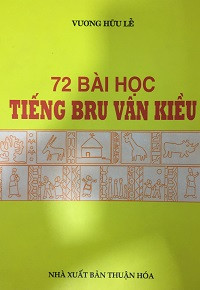 VƯƠNG HỮU LỄ
72 BÀI HỌC
TIẾNG BRU VÂN KIỀU
NHÀ XUẤT BẢN THUẬN HÓA